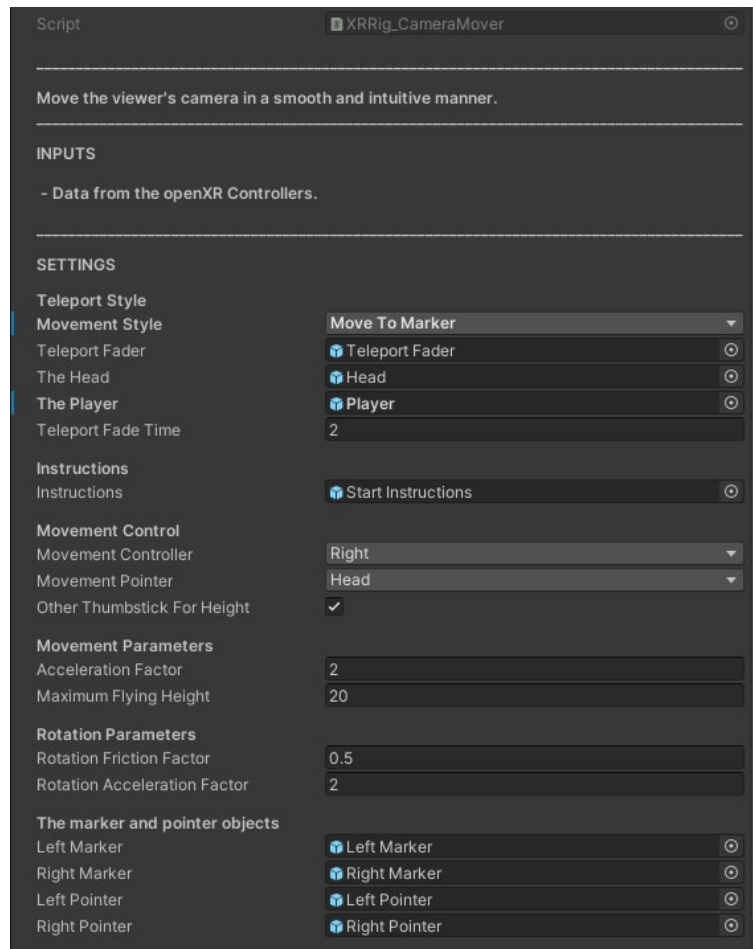 Script XRRig_CameraMover
Move the viewer's camera in a smooth and intuitive manner.
INPUTS
- Data from the openXR Controllers.
SETTINGS
Teleport Style
Movement Style Move To Marker
Teleport Fader Teleport Fader
The Head Head
The Player Player
Teleport Fade Time 2
Instructions
Instructions Start Instructions
Movement Control
Movement Controller Right
Movement Pointer Head
Other Thumbstick For Height
Movement Parameters
Acceleration Factor 2
Maximum Flying Height 20
Rotation Parameters
Rotation Friction Factor 0.5
Rotation Acceleration Factor 2
The marker and pointer objects
Left Marker Left Marker
Right Marker Right Marker
Left Pointer Left Pointer
Right Pointer Right Pointer